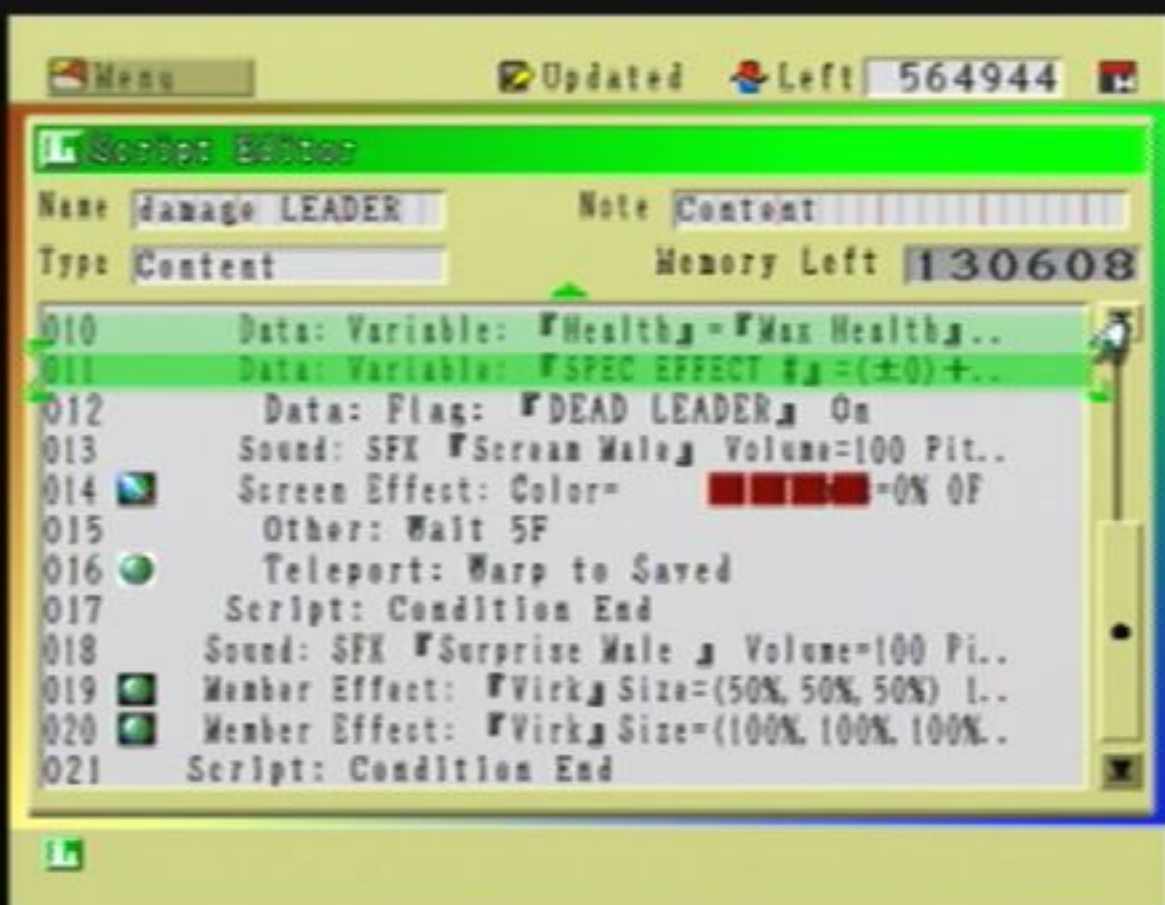 Menu Updated Left 564944
Script Editor
Name damage LEADER Note Content
Type Content Memory Left 130608
010 Data: Variable: 『Health』=『Max Health』..
011 Data: Variable: 『SPEC EFFECT #』=(±0)+..
012 Data: Flag: 『DEAD LEADER』 On
013 Sound: SFX 『Scream Male』 Volume=100 Pit..
014 Screen Effect: Color= =0% 0F
015 Other: Wait 5F
016 Teleport: Warp to Saved
017 Script: Condition End
018 Sound: SFX 『Surprise Male 』 Volume=100 Pi..
019 Member Effect: 『Virk』Size=(50%, 50%, 50%) 1..
020 Member Effect: 『Virk』Size=(100%, 100%, 100%..
021 Script: Condition End
L